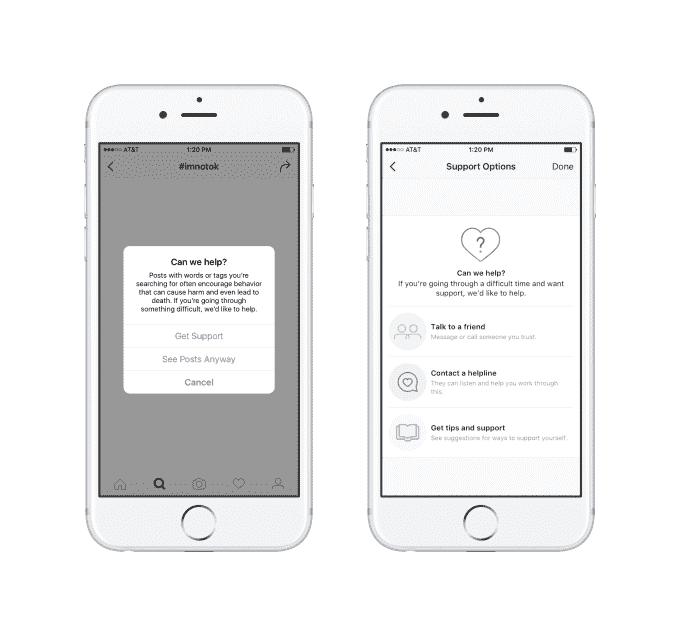 AT&T 1:20 PM
#imnotok
Can we help?
Posts with words or tags you're
searching for often encourage behavior
that can cause harm and even lead to
death. If you're going through
something difficult, we'd like to help.
Get Support
See Posts Anyway
Cancel
AT&T 1:20 PM
Support Options Done
?
Can we help?
If you're going through a difficult time and want
support, we'd like to help.
Talk to a friend
Message or call someone you trust.
Contact a helpline
They can listen and help you work through
this.
Get tips and support
See suggestions for ways to support yourself.